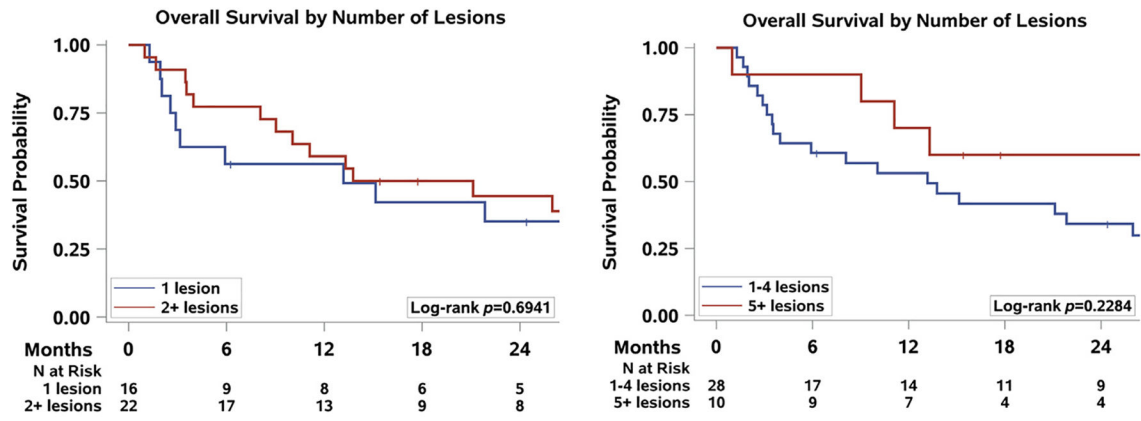 Overall Survival by Number of Lesions
Survival Probability
1.00
0.75
0.50
0.25
0.00
1 lesion
2+ lesions
Log-rank p=0.6941
Months 0 6 12 18 24
N at Risk
1 lesion 16 9 8 6 5
2+ lesions 22 17 13 9 8
Overall Survival by Number of Lesions
Survival Probability
1.00
0.75
0.50
0.25
0.00
1-4 lesions
5+ lesions
Log-rank p=0.2284
Months 0 6 12 18 24
N at Risk
1-4 lesions 28 17 14 11 9
5+ lesions 10 9 7 4 4